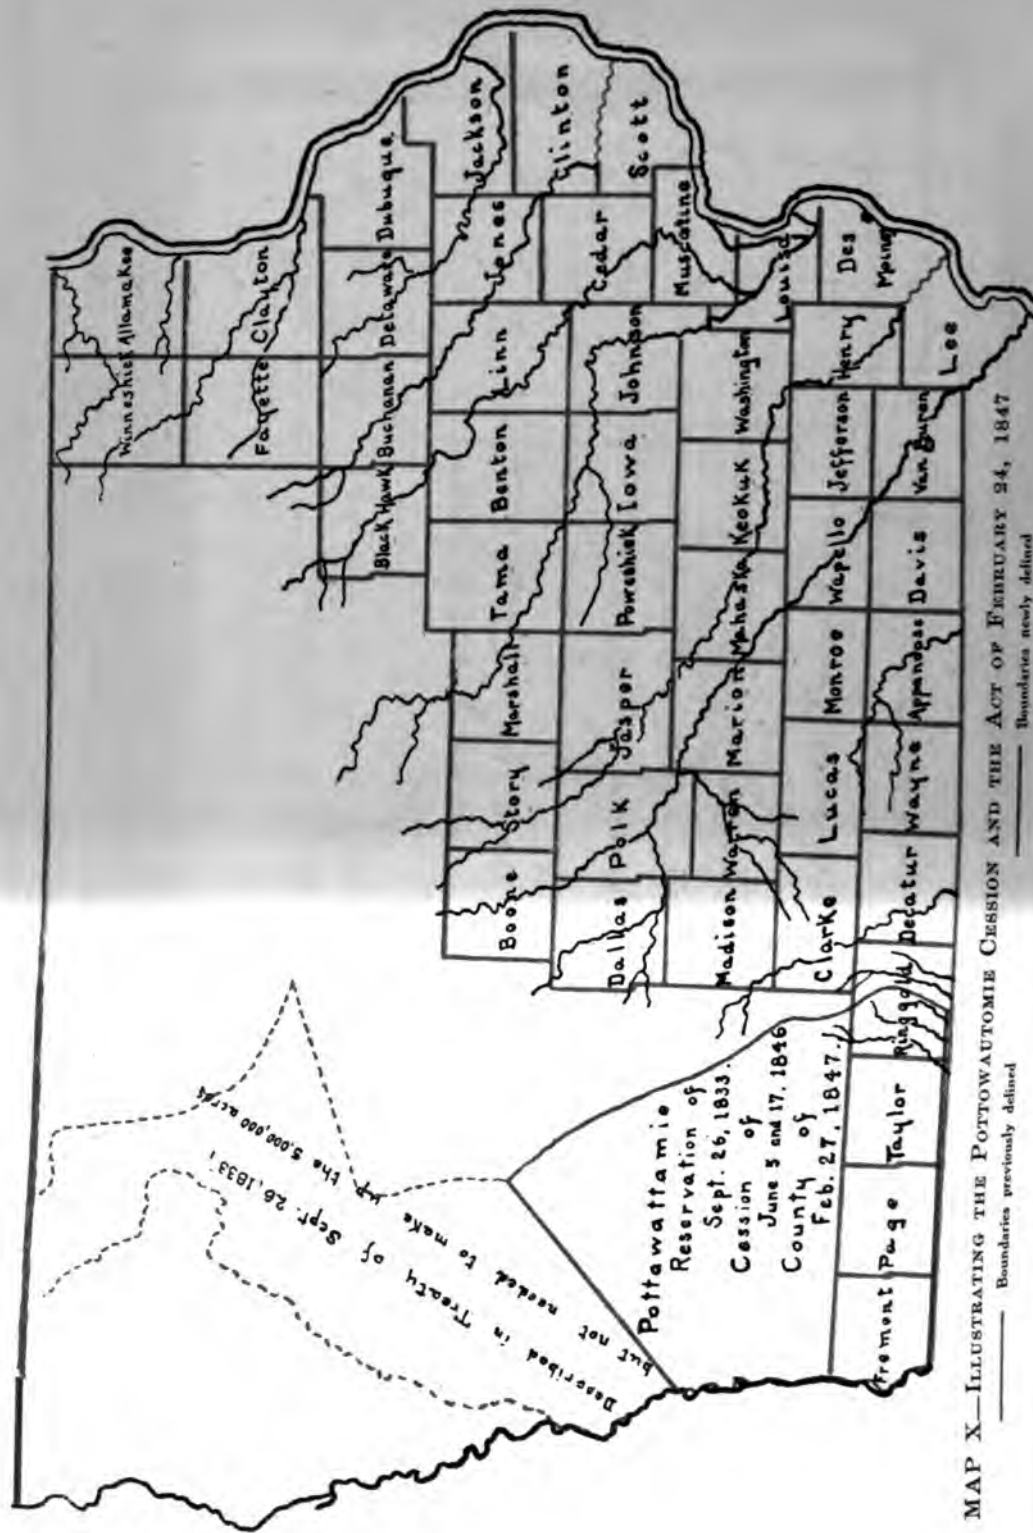 Winneshiek
Allamakee
Fayette
Clayton
Black Hawk
Buchanan
Delaware
Dubuque
Tama
Benton
Linn
Jones
Jackson
Boone
Story
Marshall
Poweshiek
Iowa
Johnson
Cedar
Clinton
Scott
Dallas
Polk
Jasper
Mahaska
Keokuk
Washington
Muscatine
Louisa
Madison
Warren
Marion
Clarke
Lucas
Monroe
Wapello
Jefferson
Henry
Des
Moines
Fremont
Page
Taylor
Ringgold
Decatur
Wayne
Appanoose
Davis
Van Buren
Lee
Described in Treaty of Sept. 26, 1833,
but not needed to make up the 5,000,000 acres
Pottawattamie
Reservation of
Sept. 26, 1833.
Cession of
June 5 and 17, 1846
County of
Feb. 27, 1847.
MAP X—ILLUSTRATING THE POTTOWAUTOMIE CESSION AND THE ACT OF FEBRUARY 24, 1847
Boundaries previously defined
Boundaries newly defined